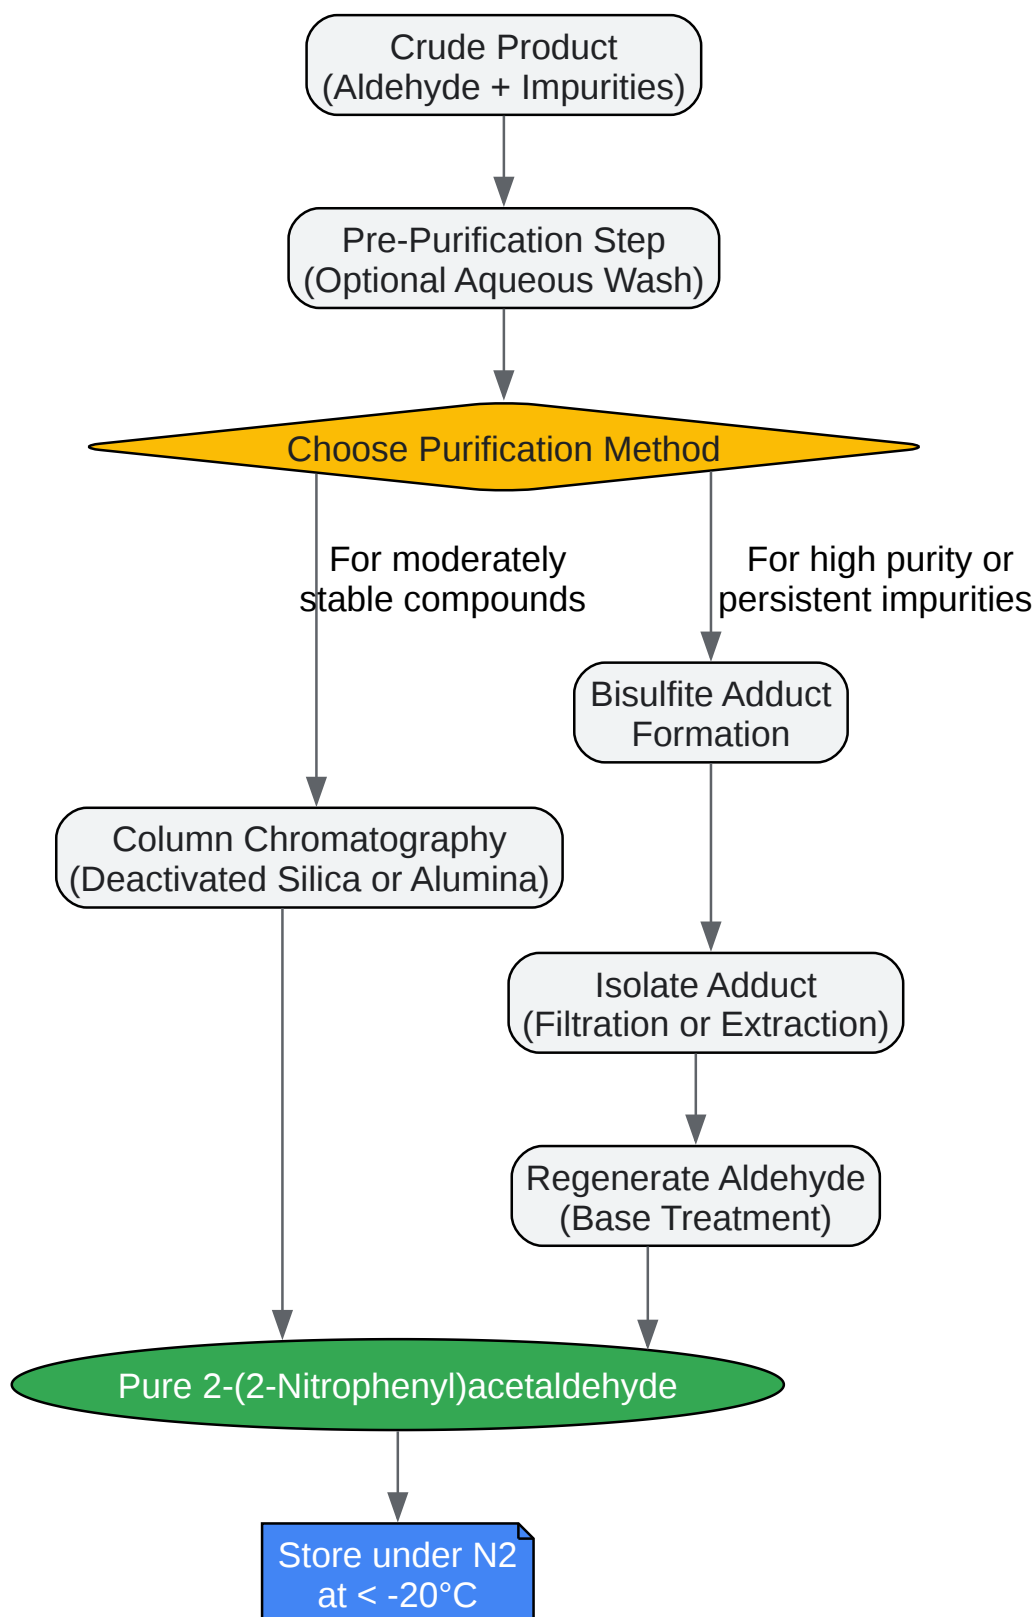 Crude Product
(Aldehyde + Impurities)
Pre-Purification Step
(Optional Aqueous Wash)
Choose Purification Method
For moderately
stable compounds
For high purity or
persistent impurities
Bisulfite Adduct
Formation
Column Chromatography
(Deactivated Silica or Alumina)
Isolate Adduct
(Filtration or Extraction)
Regenerate Aldehyde
(Base Treatment)
Pure 2-(2-Nitrophenyl)acetaldehyde
Store under N2
at < -20°C